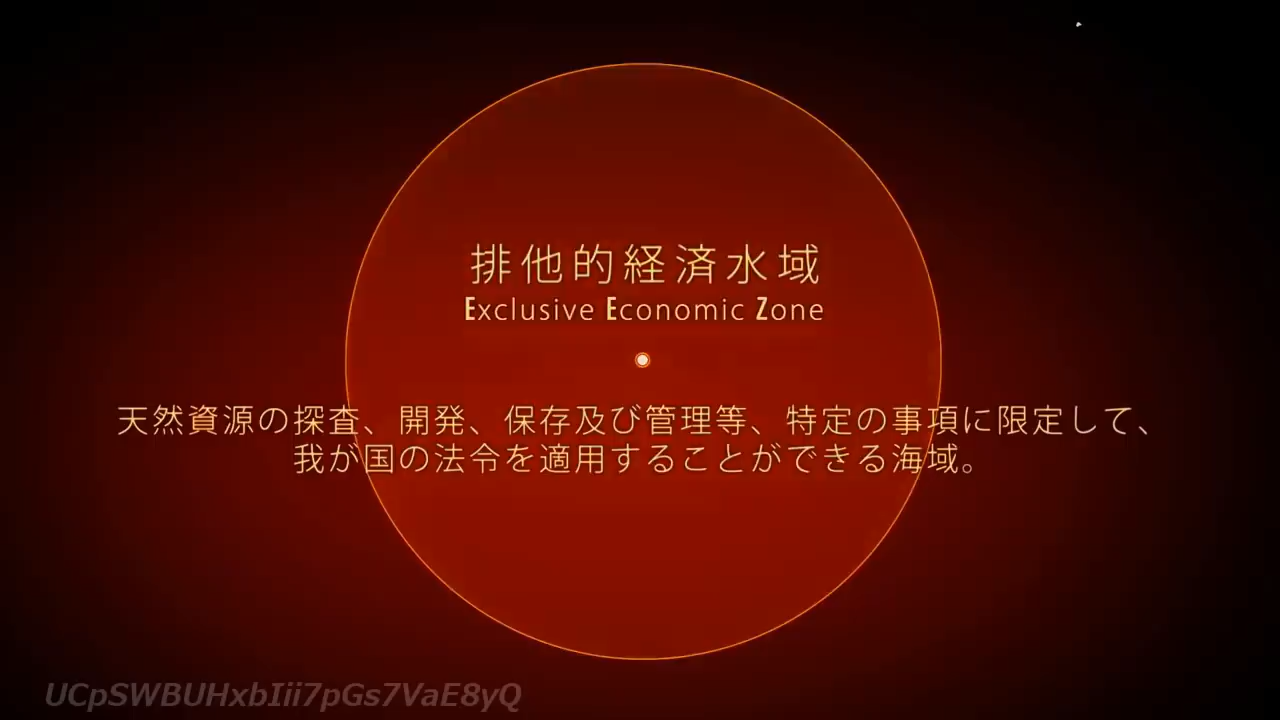 排他的経済水域
Exclusive Economic Zone
天然資源の探査、開発、保存及び管理等、特定の事項に限定して、
我が国の法令を適用することができる海域。
UCpSWBUHxbIii7pGs7VaE8yQ